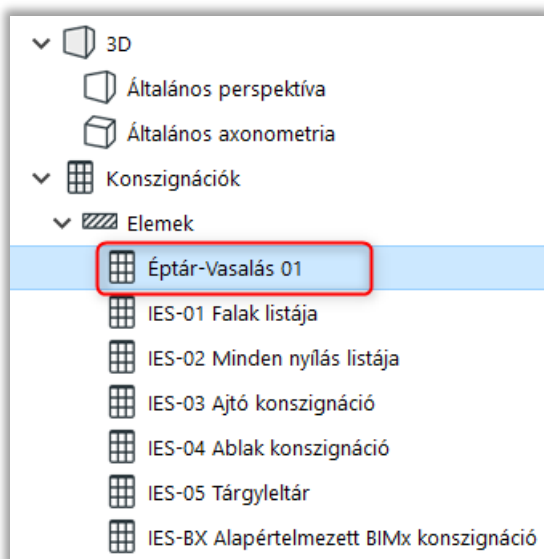 3D
Általános perspektíva
Általános axonometria
Konszignációk
Elemek
Éptár-Vasalás 01
IES-01 Falak listája
IES-02 Minden nyílás listája
IES-03 Ajtó konszignáció
IES-04 Ablak konszignáció
IES-05 Tárgyleltár
IES-BX Alapértelmezett BIMx konszignáció